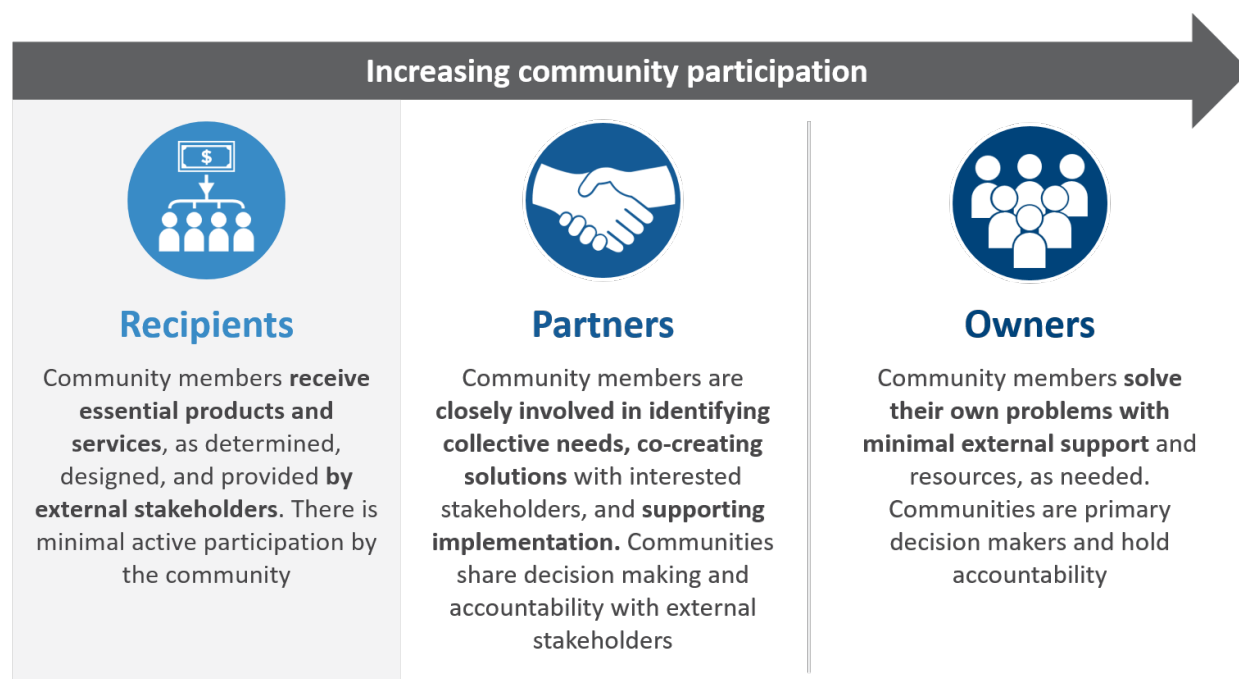 Increasing community participation
$
Recipients
Community members receive
essential products and
services, as determined,
designed, and provided by
external stakeholders. There is
minimal active participation by
the community
Partners
Community members are
closely involved in identifying
collective needs, co-creating
solutions with interested
stakeholders, and supporting
implementation. Communities
share decision making and
accountability with external
stakeholders
Owners
Community members solve
their own problems with
minimal external support and
resources, as needed.
Communities are primary
decision makers and hold
accountability